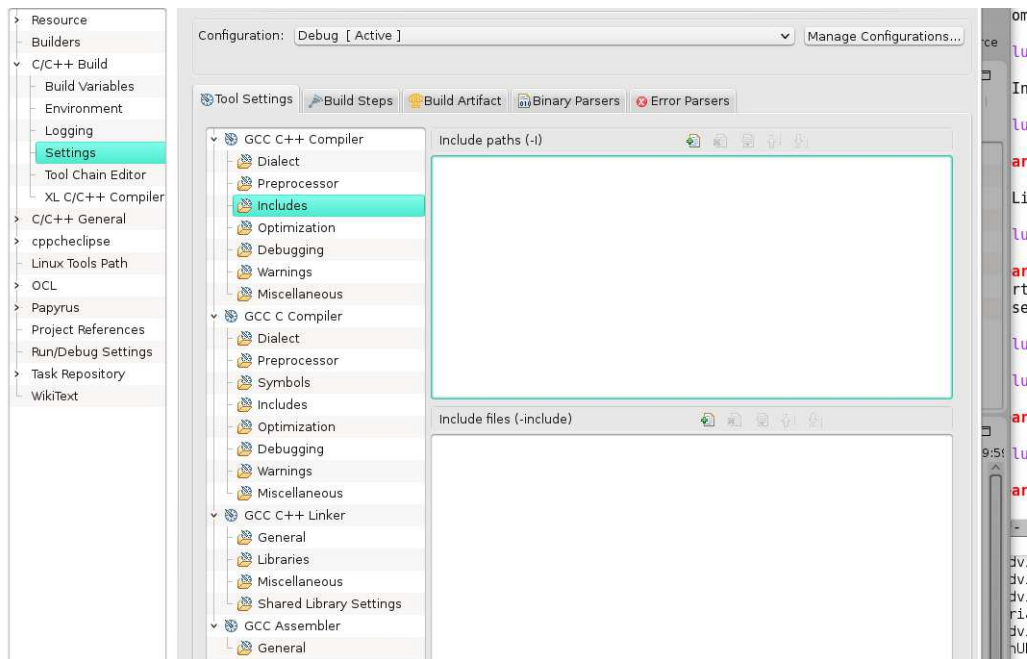 Resource
Builders
C/C++ Build
Build Variables
Environment
Logging
Settings
Tool Chain Editor
XL C/C++ Compiler
C/C++ General
cppcheclipse
Linux Tools Path
OCL
Papyrus
Project References
Run/Debug Settings
Task Repository
WikiText
Configuration: Debug [ Active ]
Manage Configurations...
Tool Settings
Build Steps
Build Artifact
Binary Parsers
Error Parsers
GCC C++ Compiler
Dialect
Preprocessor
Includes
Optimization
Debugging
Warnings
Miscellaneous
GCC C Compiler
Dialect
Preprocessor
Symbols
Includes
Optimization
Debugging
Warnings
Miscellaneous
GCC C++ Linker
General
Libraries
Miscellaneous
Shared Library Settings
GCC Assembler
General
Include paths (-I)
Include files (-include)